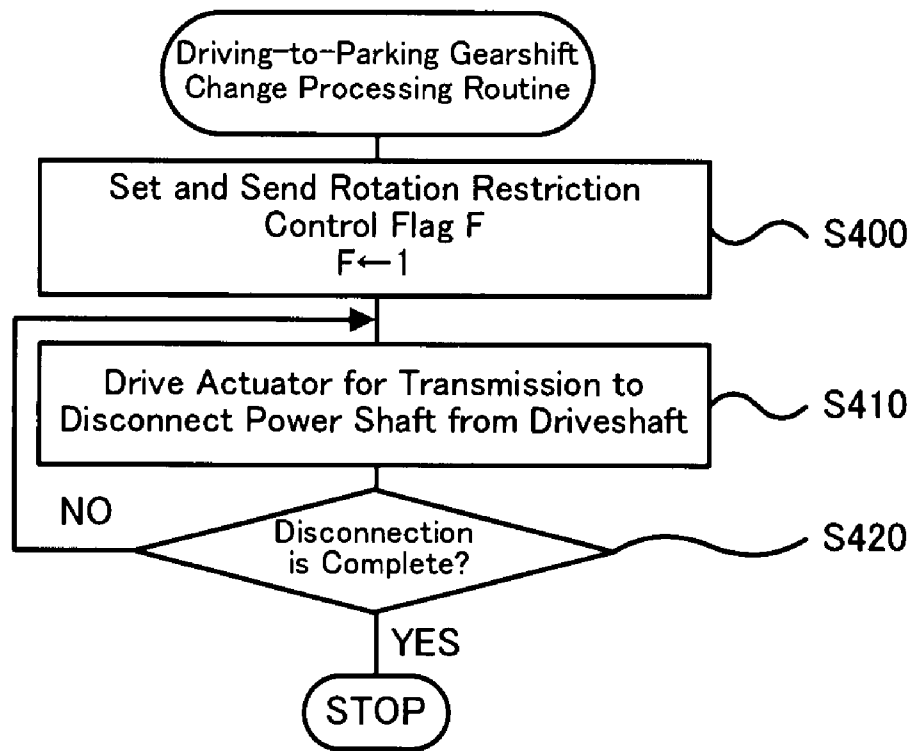 Driving-to-Parking Gearshift
Change Processing Routine
Set and Send Rotation Restriction
Control Flag F
F←1
S400
Drive Actuator for Transmission to
Disconnect Power Shaft from Driveshaft
S410
NO
Disconnection
is Complete?
S420
YES
STOP